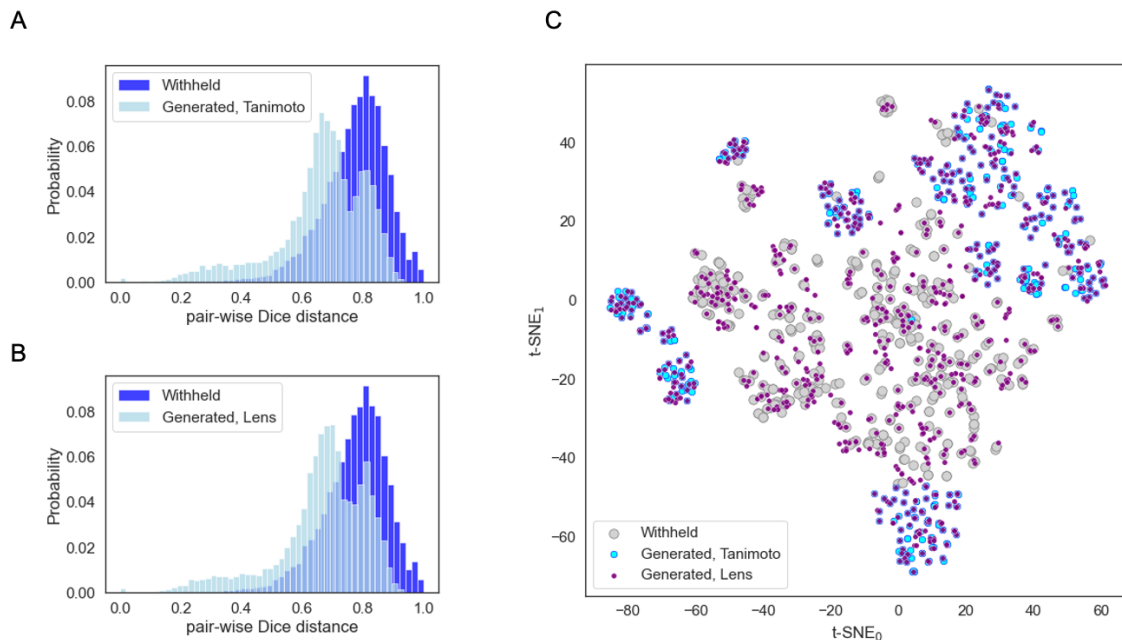 A
Withheld
Generated, Tanimoto
Probability
0.08
0.06
0.04
0.02
0.00
0.0 0.2 0.4 0.6 0.8 1.0
pair-wise Dice distance
B
Withheld
Generated, Lens
Probability
0.08
0.06
0.04
0.02
0.00
0.0 0.2 0.4 0.6 0.8 1.0
pair-wise Dice distance
C
t-SNE₁
40
20
0
−20
−40
−60
Withheld
Generated, Tanimoto
Generated, Lens
−80 −60 −40 −20 0 20 40 60
t-SNE₀